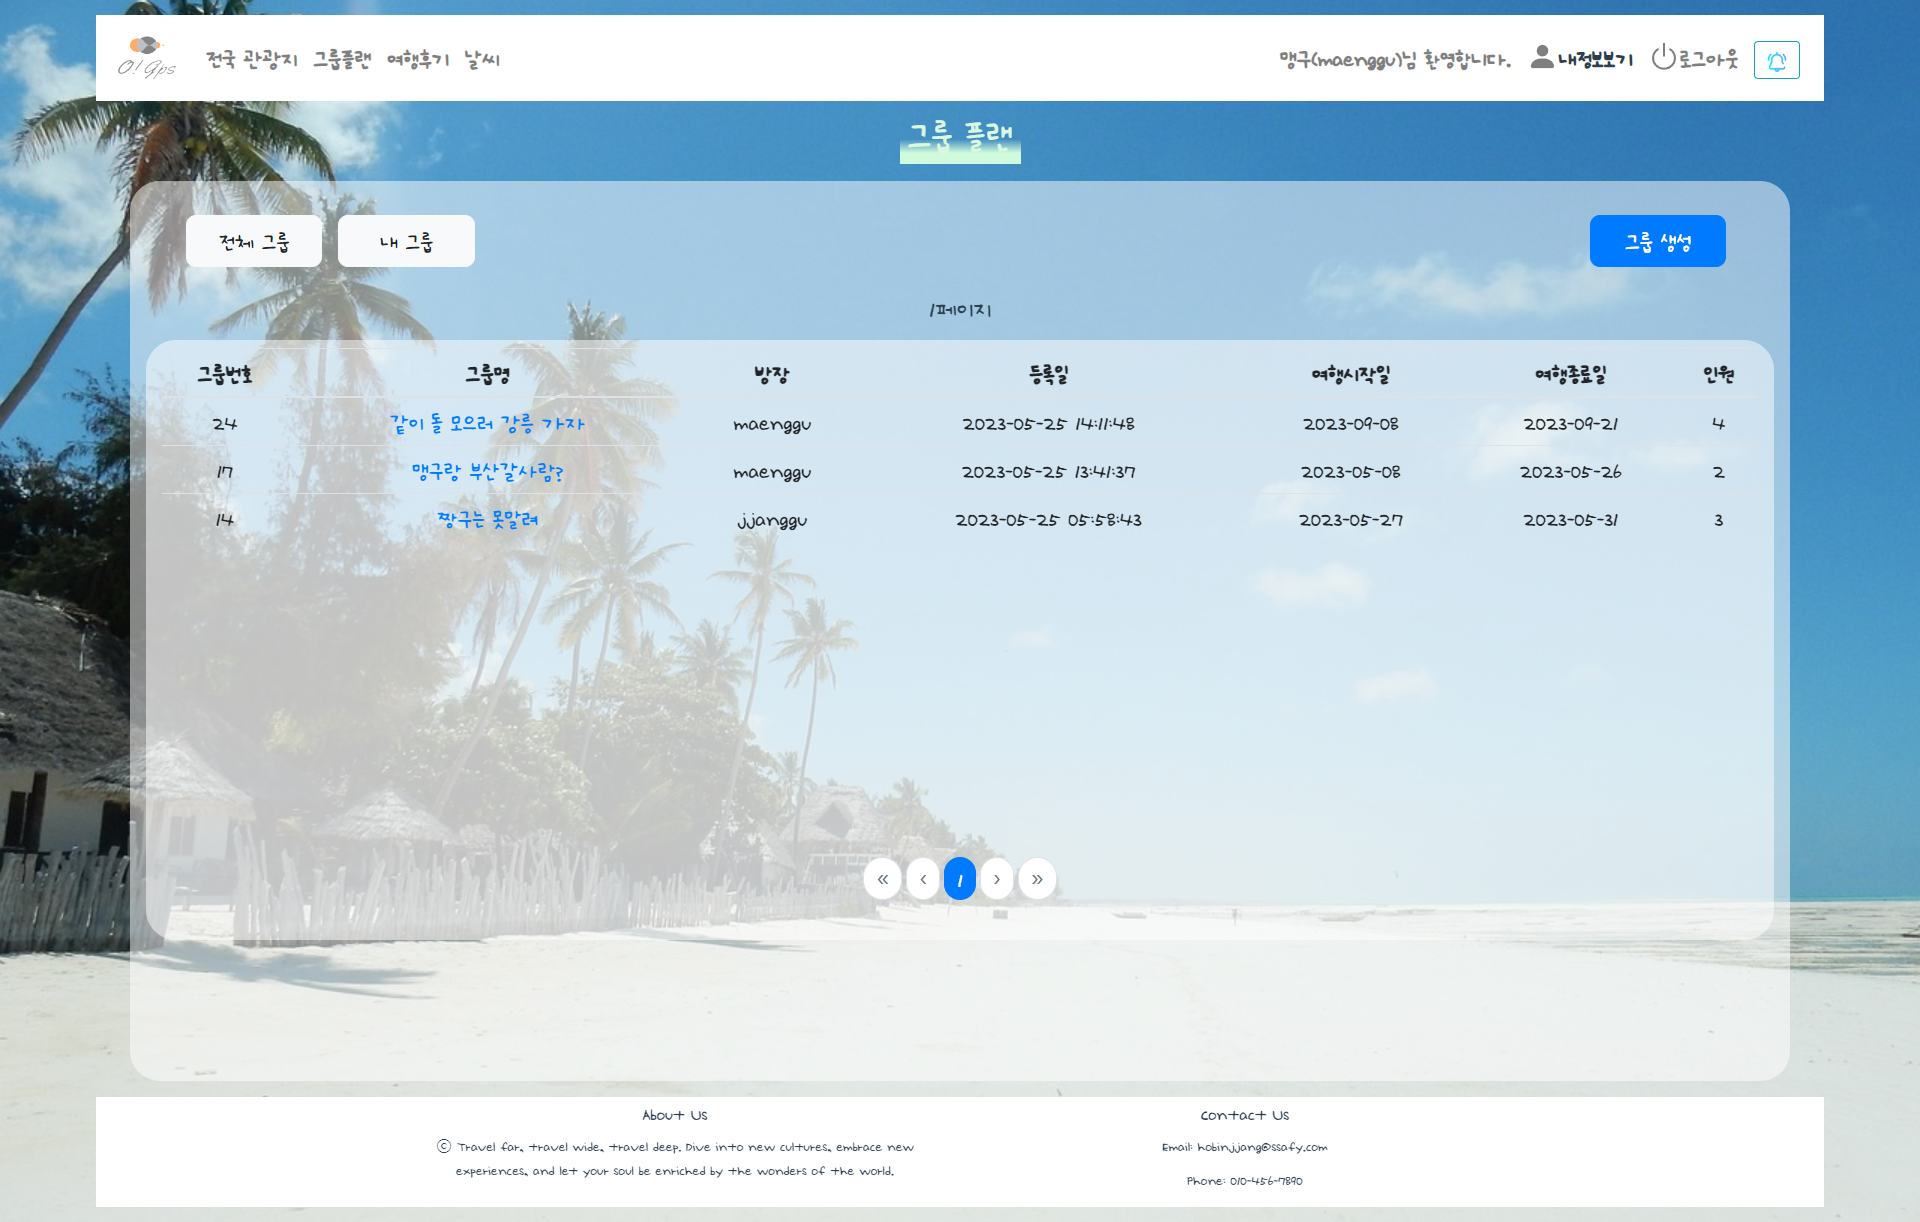 O! Gps
전국 관광지 그룹플랜 여행후기 날씨
맹구(maenggu)님 환영합니다. 내정보보기 로그아웃
그룹 플랜
전체 그룹 내 그룹 그룹 생성
1페이지
그룹번호 그룹명 방장 등록일 여행시작일 여행종료일 인원
24 같이 돌 모으러 강릉 가자 maenggu 2023-05-25 14:11:48 2023-09-08 2023-09-21 4
17 맹구랑 부산갈사람? maenggu 2023-05-25 13:41:37 2023-05-08 2023-05-26 2
14 짱구는 못말려 jjanggu 2023-05-25 05:58:43 2023-05-27 2023-05-31 3
« ‹ 1 › »
About Us
ⓒ Travel far, travel wide, travel deep. Dive into new cultures, embrace new
experiences, and let your soul be enriched by the wonders of the world.
Contact Us
Email: hobinjjang@ssafy.com
Phone: 010-456-7890